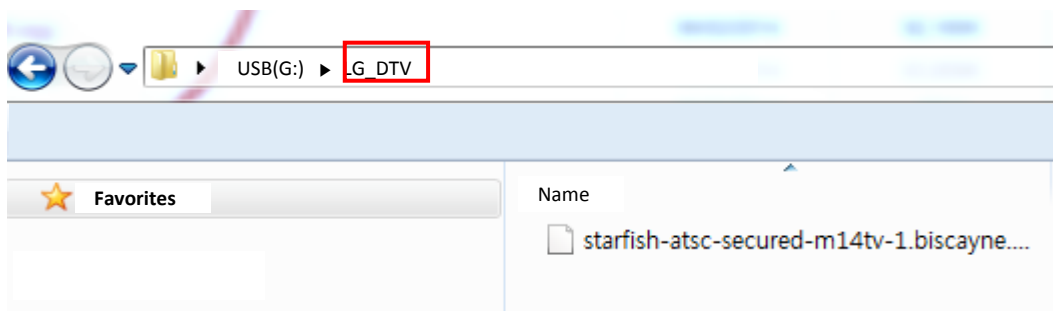 USB(G:) LG_DTV
Favorites
Name
starfish-atsc-secured-m14tv-1.biscayne....